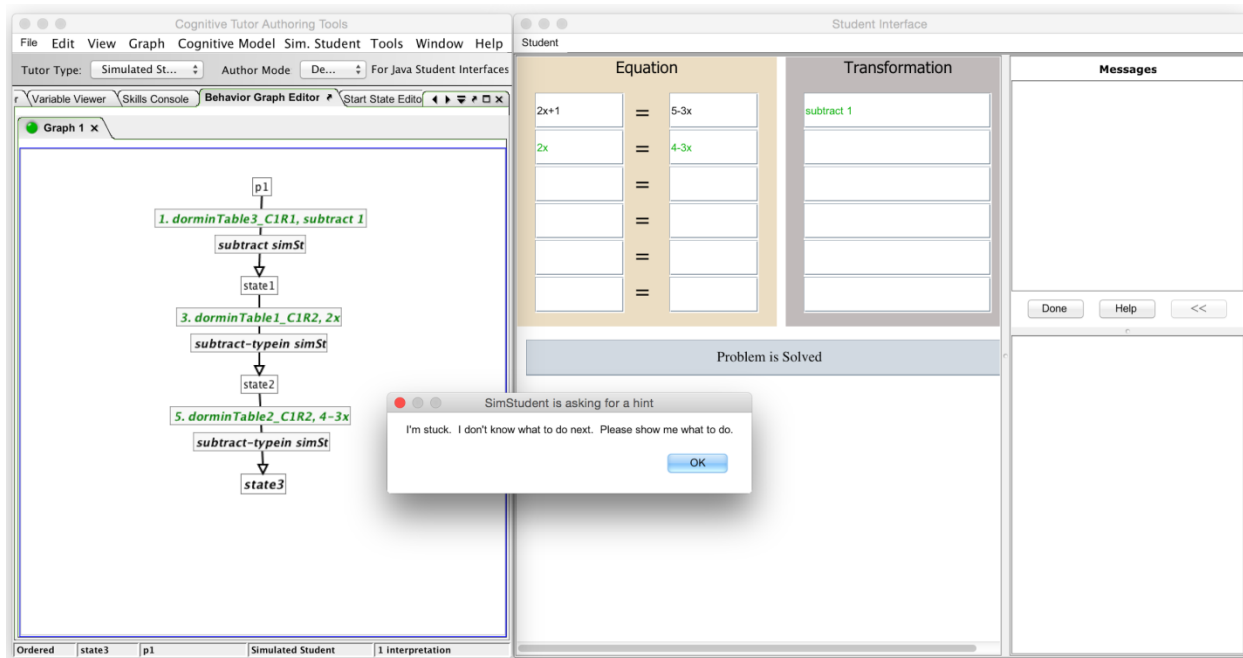 Cognitive Tutor Authoring Tools
File Edit View Graph Cognitive Model Sim. Student Tools Window Help
Tutor Type: Simulated St... Author Mode De... For Java Student Interfaces
r Variable Viewer Skills Console Behavior Graph Editor Start State Edito
Graph 1 x
p1
1. dorminTable3_C1R1, subtract 1
subtract simSt
state1
3. dorminTable1_C1R2, 2x
subtract-typein simSt
state2
5. dorminTable2_C1R2, 4-3x
subtract-typein simSt
state3
Ordered state3 p1 Simulated Student 1 interpretation
Student Interface
Student
Equation Transformation Messages
2x+1 = 5-3x subtract 1
2x = 4-3x
=
=
=
=
Done Help <<
Problem is Solved
SimStudent is asking for a hint
I'm stuck. I don't know what to do next. Please show me what to do.
OK